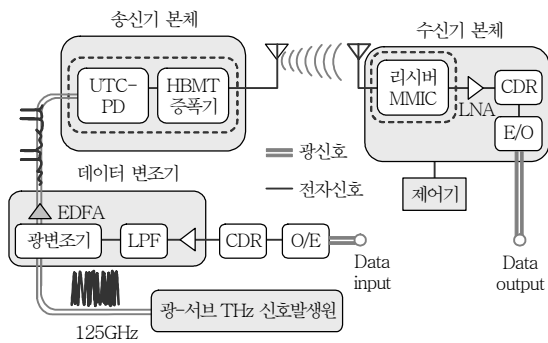 송신기 본체
수신기 본체
UTC-
PD
HBMT
증폭기
리시버
MMIC
LNA
CDR
E/O
광신호
전자신호
제어기
데이터 변조기
EDFA
광변조기
LPF
CDR
O/E
Data
input
Data
output
125GHz
광-서브 THz 신호발생원